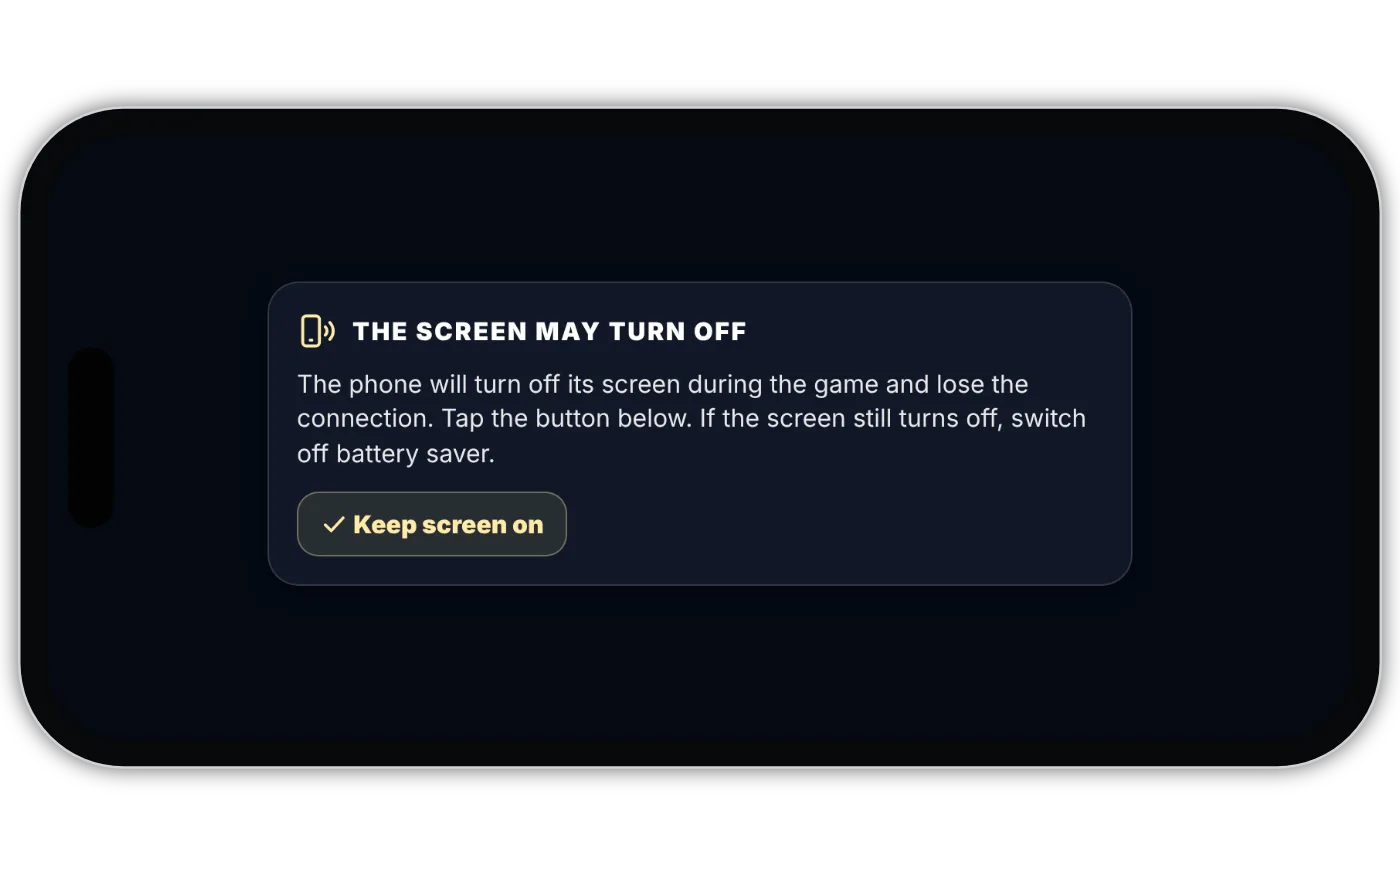 THE SCREEN MAY TURN OFF
The phone will turn off its screen during the game and lose the
connection. Tap the button below. If the screen still turns off, switch
off battery saver.
Keep screen on